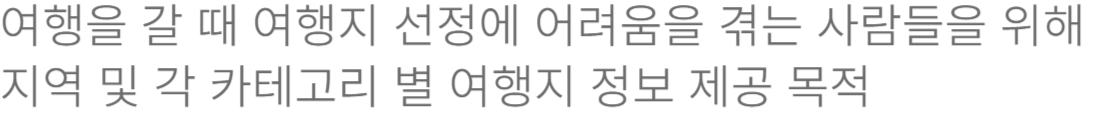 여행을 갈 때 여행지 선정에 어려움을 겪는 사람들을 위해
지역 및 각 카테고리 별 여행지 정보 제공 목적